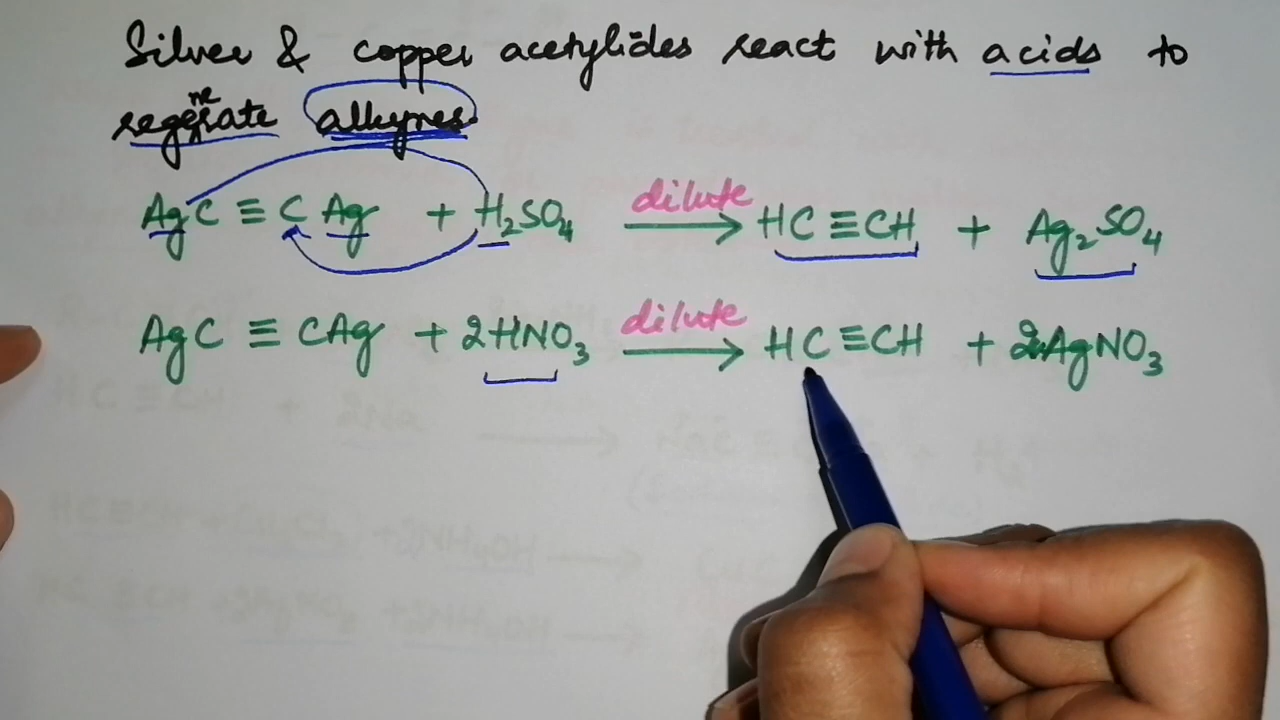 Silver & copper acetylides react with acids to
regenerate alkynes.
AgC ≡ CAg + H₂SO₄ dilute → HC≡CH + Ag₂SO₄
AgC ≡ CAg + 2HNO₃ dilute → HC≡CH + 2AgNO₃